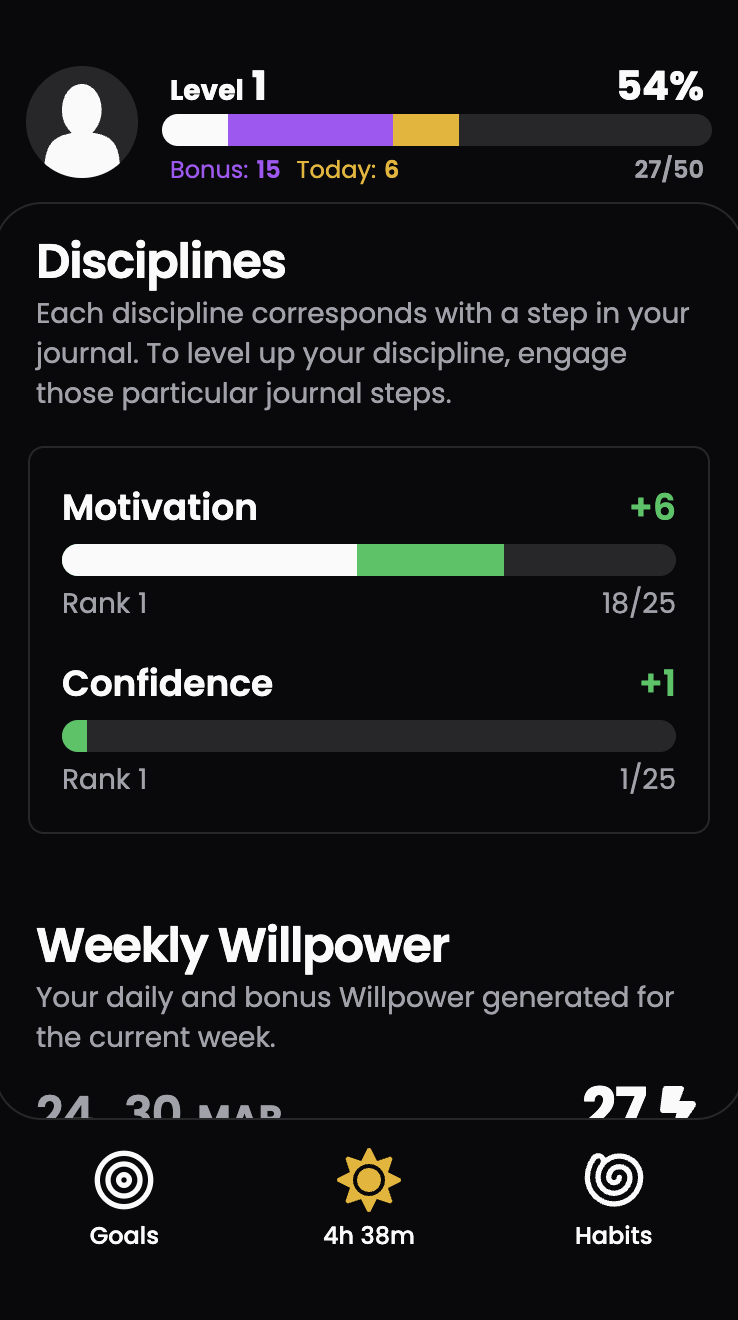 Level 1
54%
Bonus: 15 Today: 6
27/50
Disciplines
Each discipline corresponds with a step in your
journal. To level up your discipline, engage
those particular journal steps.
Motivation
+6
Rank 1
18/25
Confidence
+1
Rank 1
1/25
Weekly Willpower
Your daily and bonus Willpower generated for
the current week.
24 30 MAR
27
Goals
4h 38m
Habits